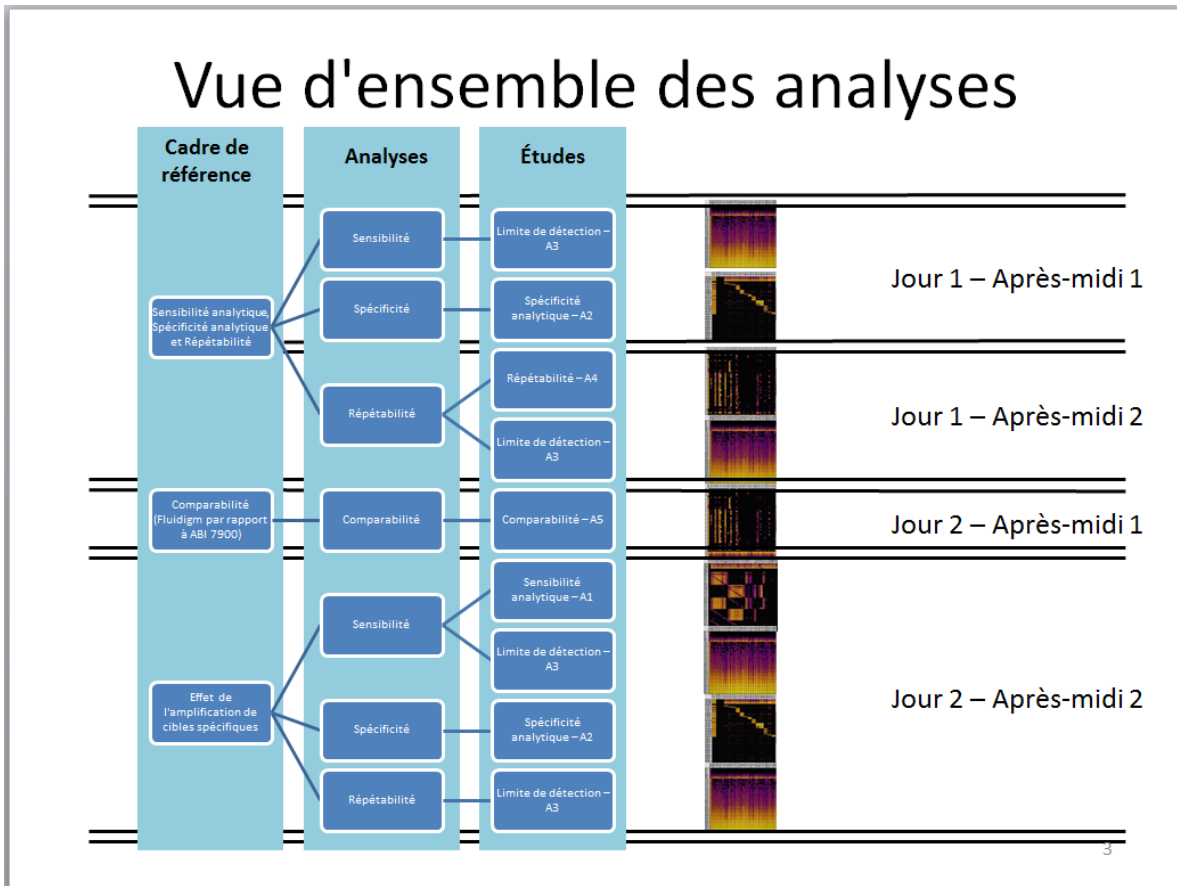 Vue d'ensemble des analyses
Cadre de
référence
Analyses
Études
Sensibilité analytique,
Spécificité analytique
et Répétabilité
Sensibilité
Limite de détection –
A3
Spécificité
Spécificité
analytique – A2
Jour 1 – Après-midi 1
Répétabilité
Répétabilité – A4
Limite de détection –
A3
Jour 1 – Après-midi 2
Comparabilité
(Fluidigm par rapport
à ABI 7900)
Comparabilité
Comparabilité – A5
Jour 2 – Après-midi 1
Effet de
l'amplification de
cibles spécifiques
Sensibilité
Sensibilité
analytique – A1
Limite de détection –
A3
Spécificité
Spécificité
analytique – A2
Répétabilité
Limite de détection –
A3
Jour 2 – Après-midi 2
3